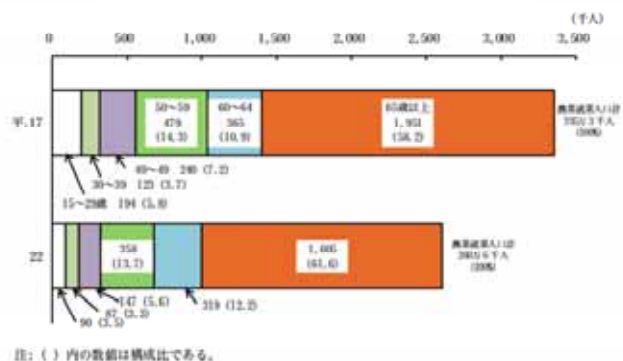 (千人)
0 500 1,000 1,500 2,000 2,500 3,000 3,500
平.17
50～59
479
(14.3)
60～64
365
(10.9)
65歳以上
1,951
(58.2)
農業就業人口計
335万3千人
(100%)
40～49 240 (7.2)
30～39 123 (3.7)
15～29歳 194 (5.8)
22
358
(13.7)
1,605
(61.6)
農業就業人口計
260万6千人
(100%)
147 (5.6)
319 (12.2)
87 (3.3)
90 (3.5)
注：( ) 内の数値は構成比である。